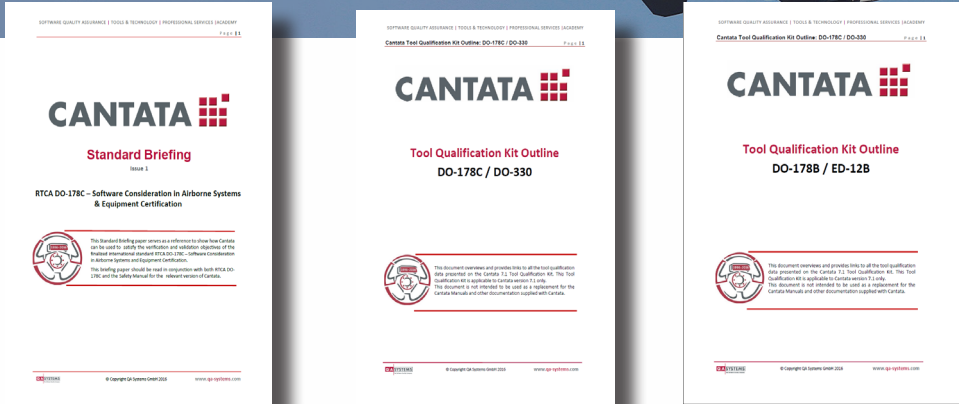 SOFTWARE QUALITY ASSURANCE | TOOLS & TECHNOLOGY | PROFESSIONAL SERVICES |ACADEMY
Page | 1
CANTATA
Standard Briefing
Issue 1
RTCA DO-178C – Software Consideration in Airborne Systems
& Equipment Certification
This Standard Briefing paper servers as a reference to show how Cantata
can be used to satisfy the verification and validation objectives of the
finalised international standard RTCA DO-178C – Software Consideration
in Airborne Systems and Equipment Certification.
This briefing paper should be read in conjunction with both RTCA DO-
178C and the Safety Manual for the relevant version of Cantata.
QA SYSTEMS
© Copyright QA Systems GmbH 2016
www.qa-systems.com
SOFTWARE QUALITY ASSURANCE | TOOLS & TECHNOLOGY | PROFESSIONAL SERVICES |ACADEMY
Cantata Tool Qualification Kit Outline: DO-178C / DO-330
Page | 1
CANTATA
Tool Qualification Kit Outline
DO-178C / DO-330
This document overviews and provides links to all the tool qualification
data presented on the Cantata 7.1 Tool Qualification Kit. This Tool
Qualification Kit is applicable to Cantata version 7.1 only.
This document is not intended to be used as a replacement for the
Cantata Manuals and other documentation supplied with Cantata.
QA SYSTEMS
© Copyright QA Systems GmbH 2016
www.qa-systems.com
SOFTWARE QUALITY ASSURANCE | TOOLS & TECHNOLOGY | PROFESSIONAL SERVICES |ACADEMY
Cantata Tool Qualification Kit Outline: DO-178C / DO-330
Page | 1
CANTATA
Tool Qualification Kit Outline
DO-178B / ED-12B
This document overviews and provides links to all the tool qualification
data presented on the Cantata 7.1 Tool Qualification Kit. This Tool
Qualification Kit is applicable to Cantata version 7.1 only.
This document is not intended to be used as a replacement for the
Cantata Manuals and other documentation supplied with Cantata.
QA SYSTEMS
© Copyright QA Systems GmbH 2016
www.qa-systems.com